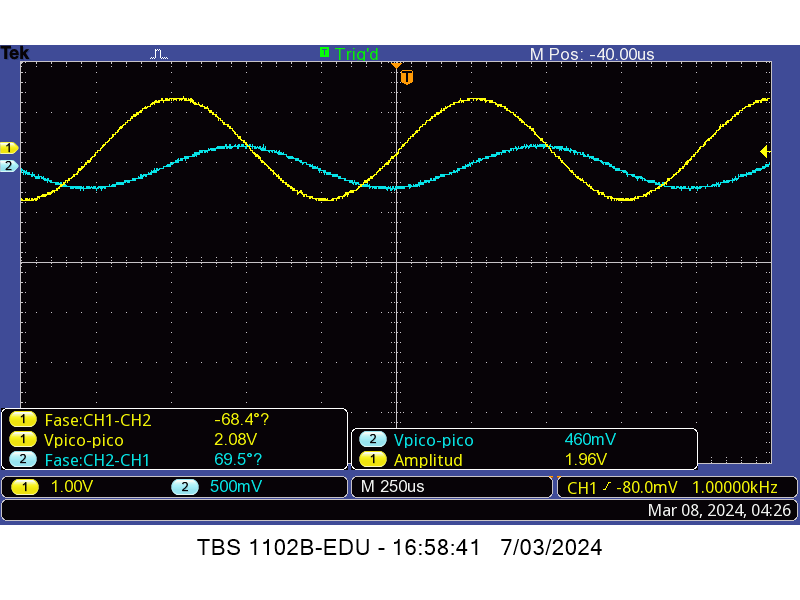 Tek Trig'd M Pos: -40.00us
T
1
2
1 Fase:CH1-CH2 -68.4°?
1 Vpico-pico 2.08V
2 Fase:CH2-CH1 69.5°?
2 Vpico-pico 460mV
1 Amplitud 1.96V
1 1.00V 2 500mV M 250us CH1 -80.0mV 1.00000kHz
Mar 08, 2024, 04:26
TBS 1102B-EDU - 16:58:41 7/03/2024